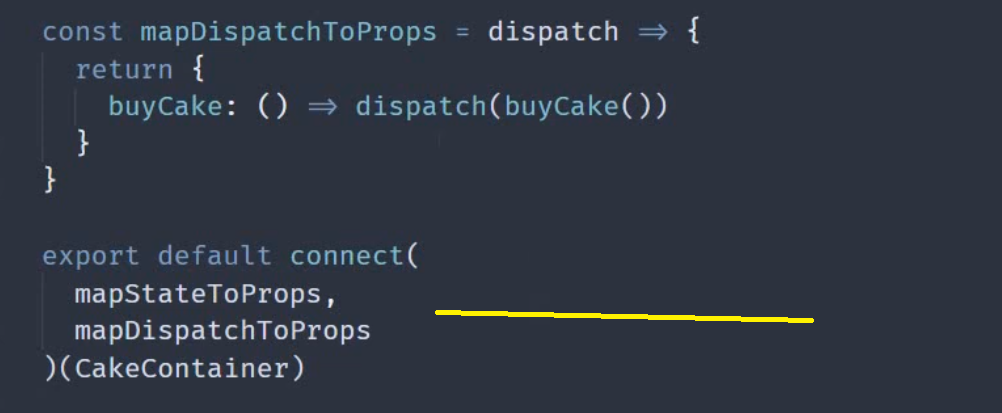 const mapDispatchToProps = dispatch => {
  return {
    buyCake: () => dispatch(buyCake())
  }
}

export default connect(
  mapStateToProps,
  mapDispatchToProps
)(CakeContainer)